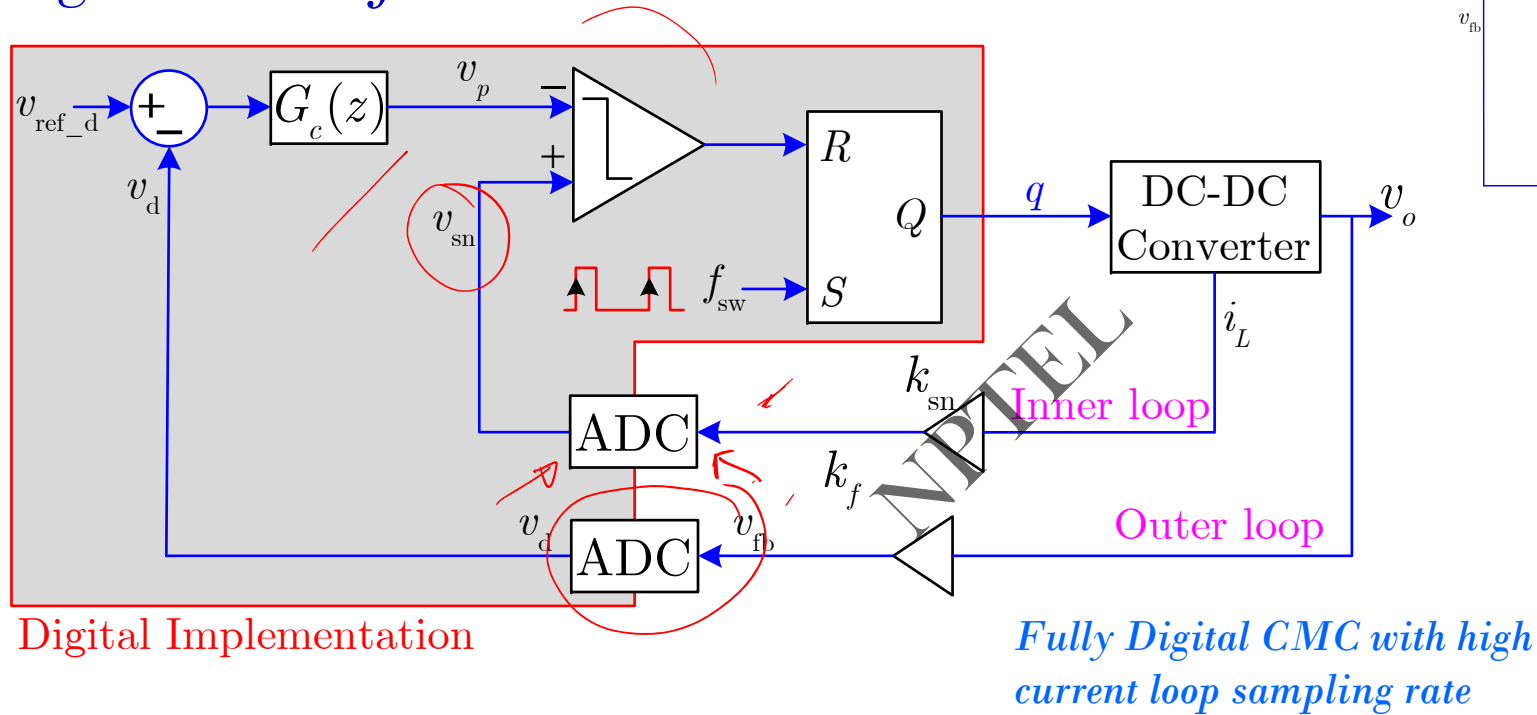 v_fb
v_ref_d
+
−
G_c(z)
v_p
−
+
v_d
v_sn
f_sw
R
S
Q
q
DC-DC
Converter
v_o
i_L
k_sn
Inner loop
ADC
k_f
NPTEL
v_d
ADC
v_fb
Outer loop
Digital Implementation
Fully Digital CMC with high
current loop sampling rate